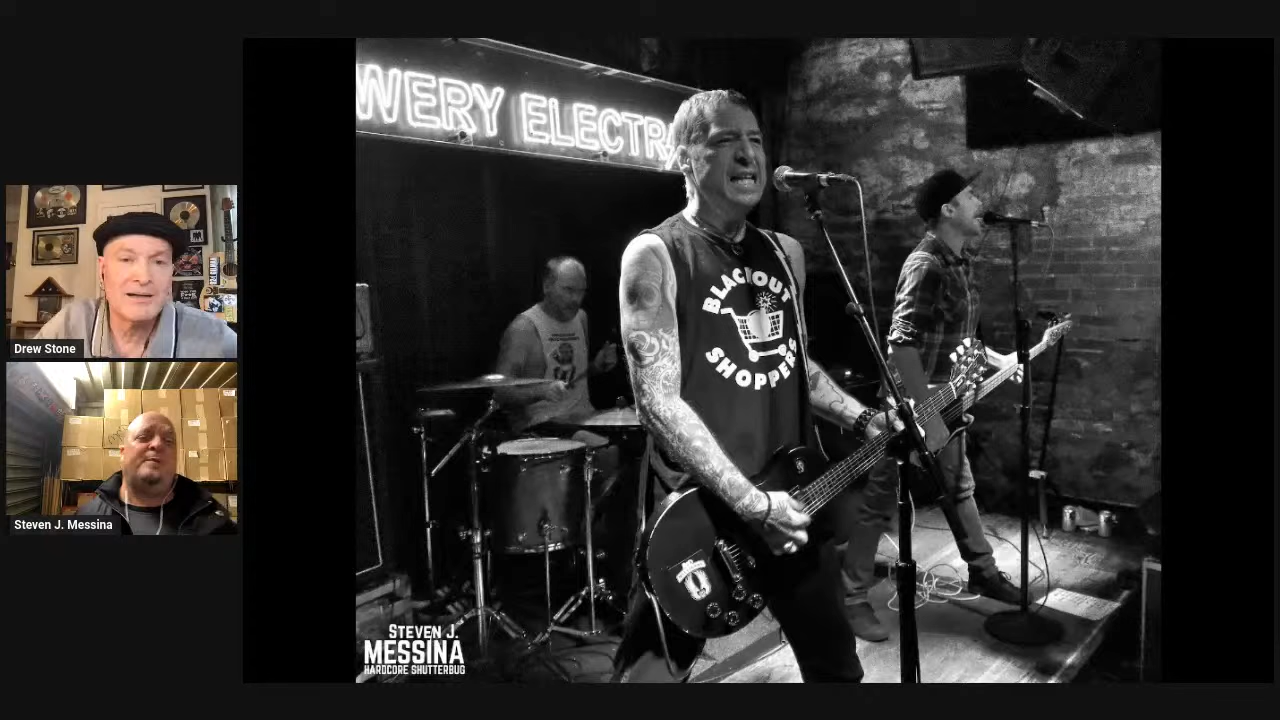 WERY ELECTR
BLACKOUT
SHOPPERS
Drew Stone
Steven J. Messina
STEVEN J.
MESSINA
HARDCORE SHUTTERBUG